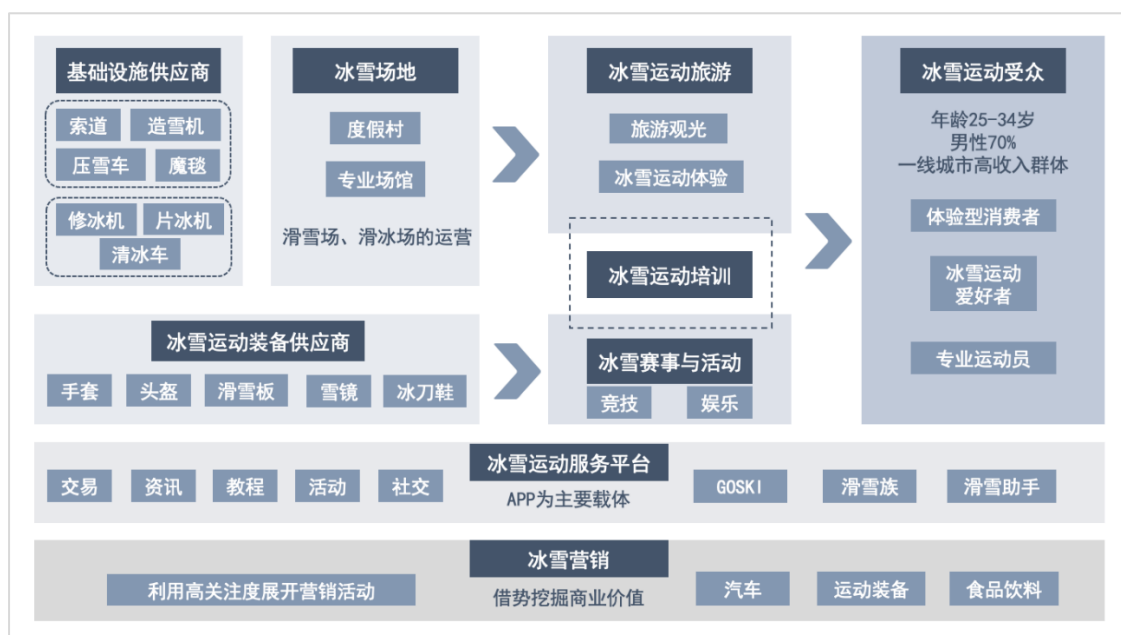 基础设施供应商
索道
造雪机
压雪车
魔毯
修冰机
片冰机
清冰车
冰雪场地
度假村
专业场馆
滑雪场、滑冰场的运营
冰雪运动装备供应商
手套
头盔
滑雪板
雪镜
冰刀鞋
冰雪运动旅游
旅游观光
冰雪运动体验
冰雪运动培训
冰雪赛事与活动
竞技
娱乐
冰雪运动受众
年龄25-34岁
男性70%
一线城市高收入群体
体验型消费者
冰雪运动
爱好者
专业运动员
冰雪运动服务平台
APP为主要载体
交易
资讯
教程
活动
社交
GOSKI
滑雪族
滑雪助手
冰雪营销
借势挖掘商业价值
利用高关注度展开营销活动
汽车
运动装备
食品饮料